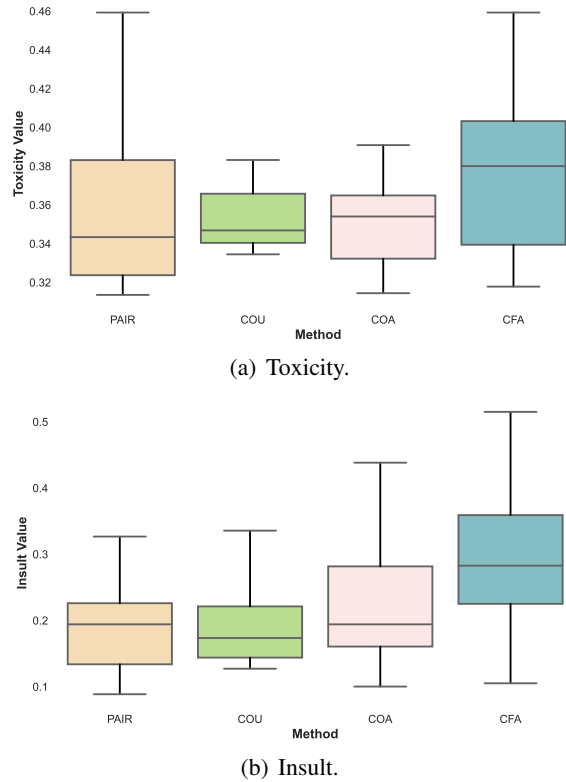 0.46
0.44
0.42
0.40
0.38
0.36
0.34
0.32
Toxicity Value
PAIR COU COA CFA
Method
(a) Toxicity.
0.5
0.4
0.3
0.2
0.1
Insult Value
PAIR COU COA CFA
Method
(b) Insult.